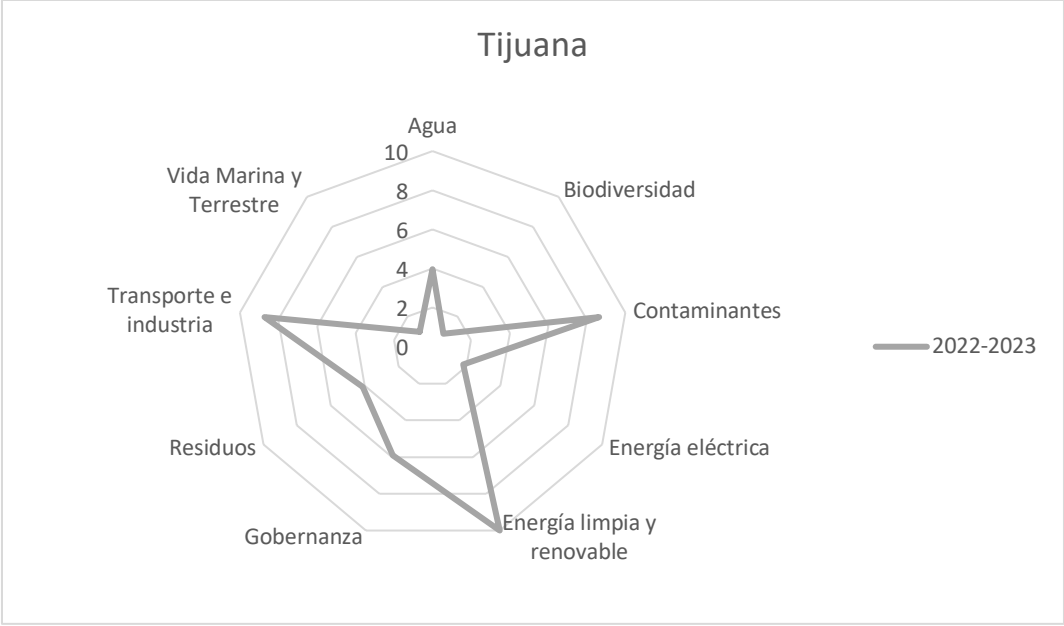 Tijuana
Agua
Biodiversidad
Contaminantes
Energía eléctrica
Energía limpia y
renovable
Gobernanza
Residuos
Transporte e
industria
Vida Marina y
Terrestre
10
8
6
4
2
0
2022-2023